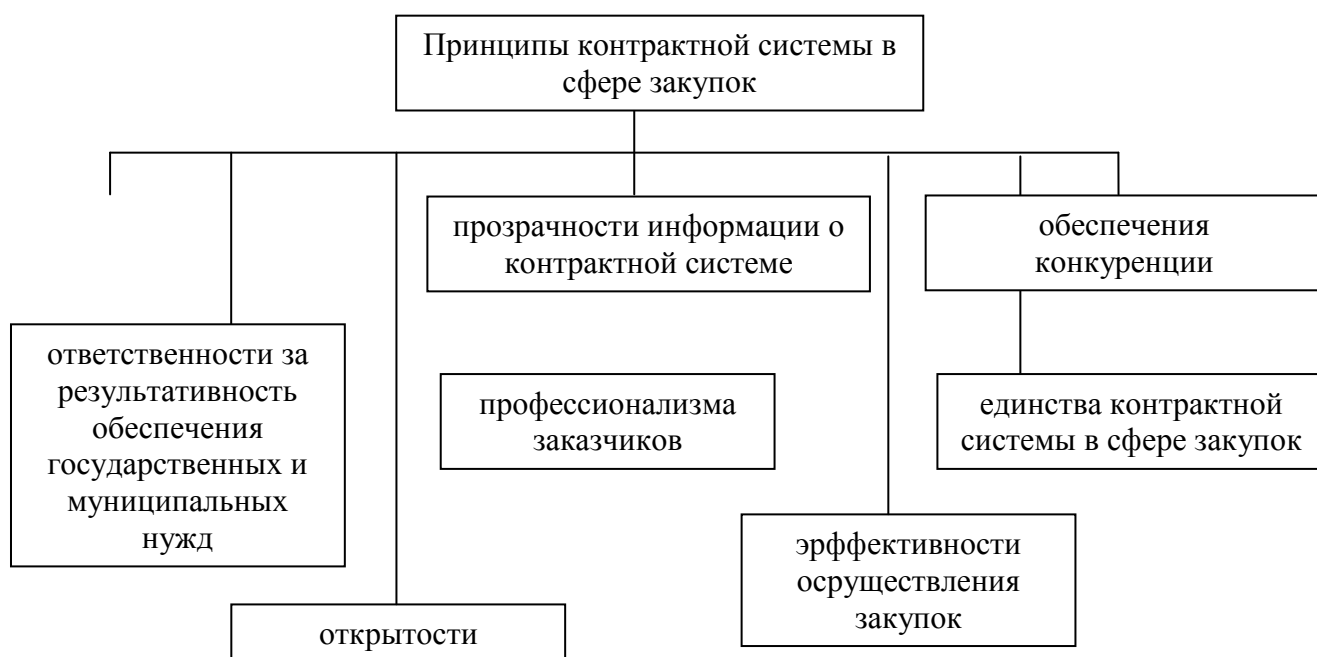 Принципы контрактной системы в
сфере закупок
прозрачности информации о
контрактной системе
обеспечения
конкуренции
ответственности за
результативность
обеспечения
государственных и
муниципальных
нужд
профессионализма
заказчиков
единства контрактной
системы в сфере закупок
эрффективности
осруществления
закупок
открытости